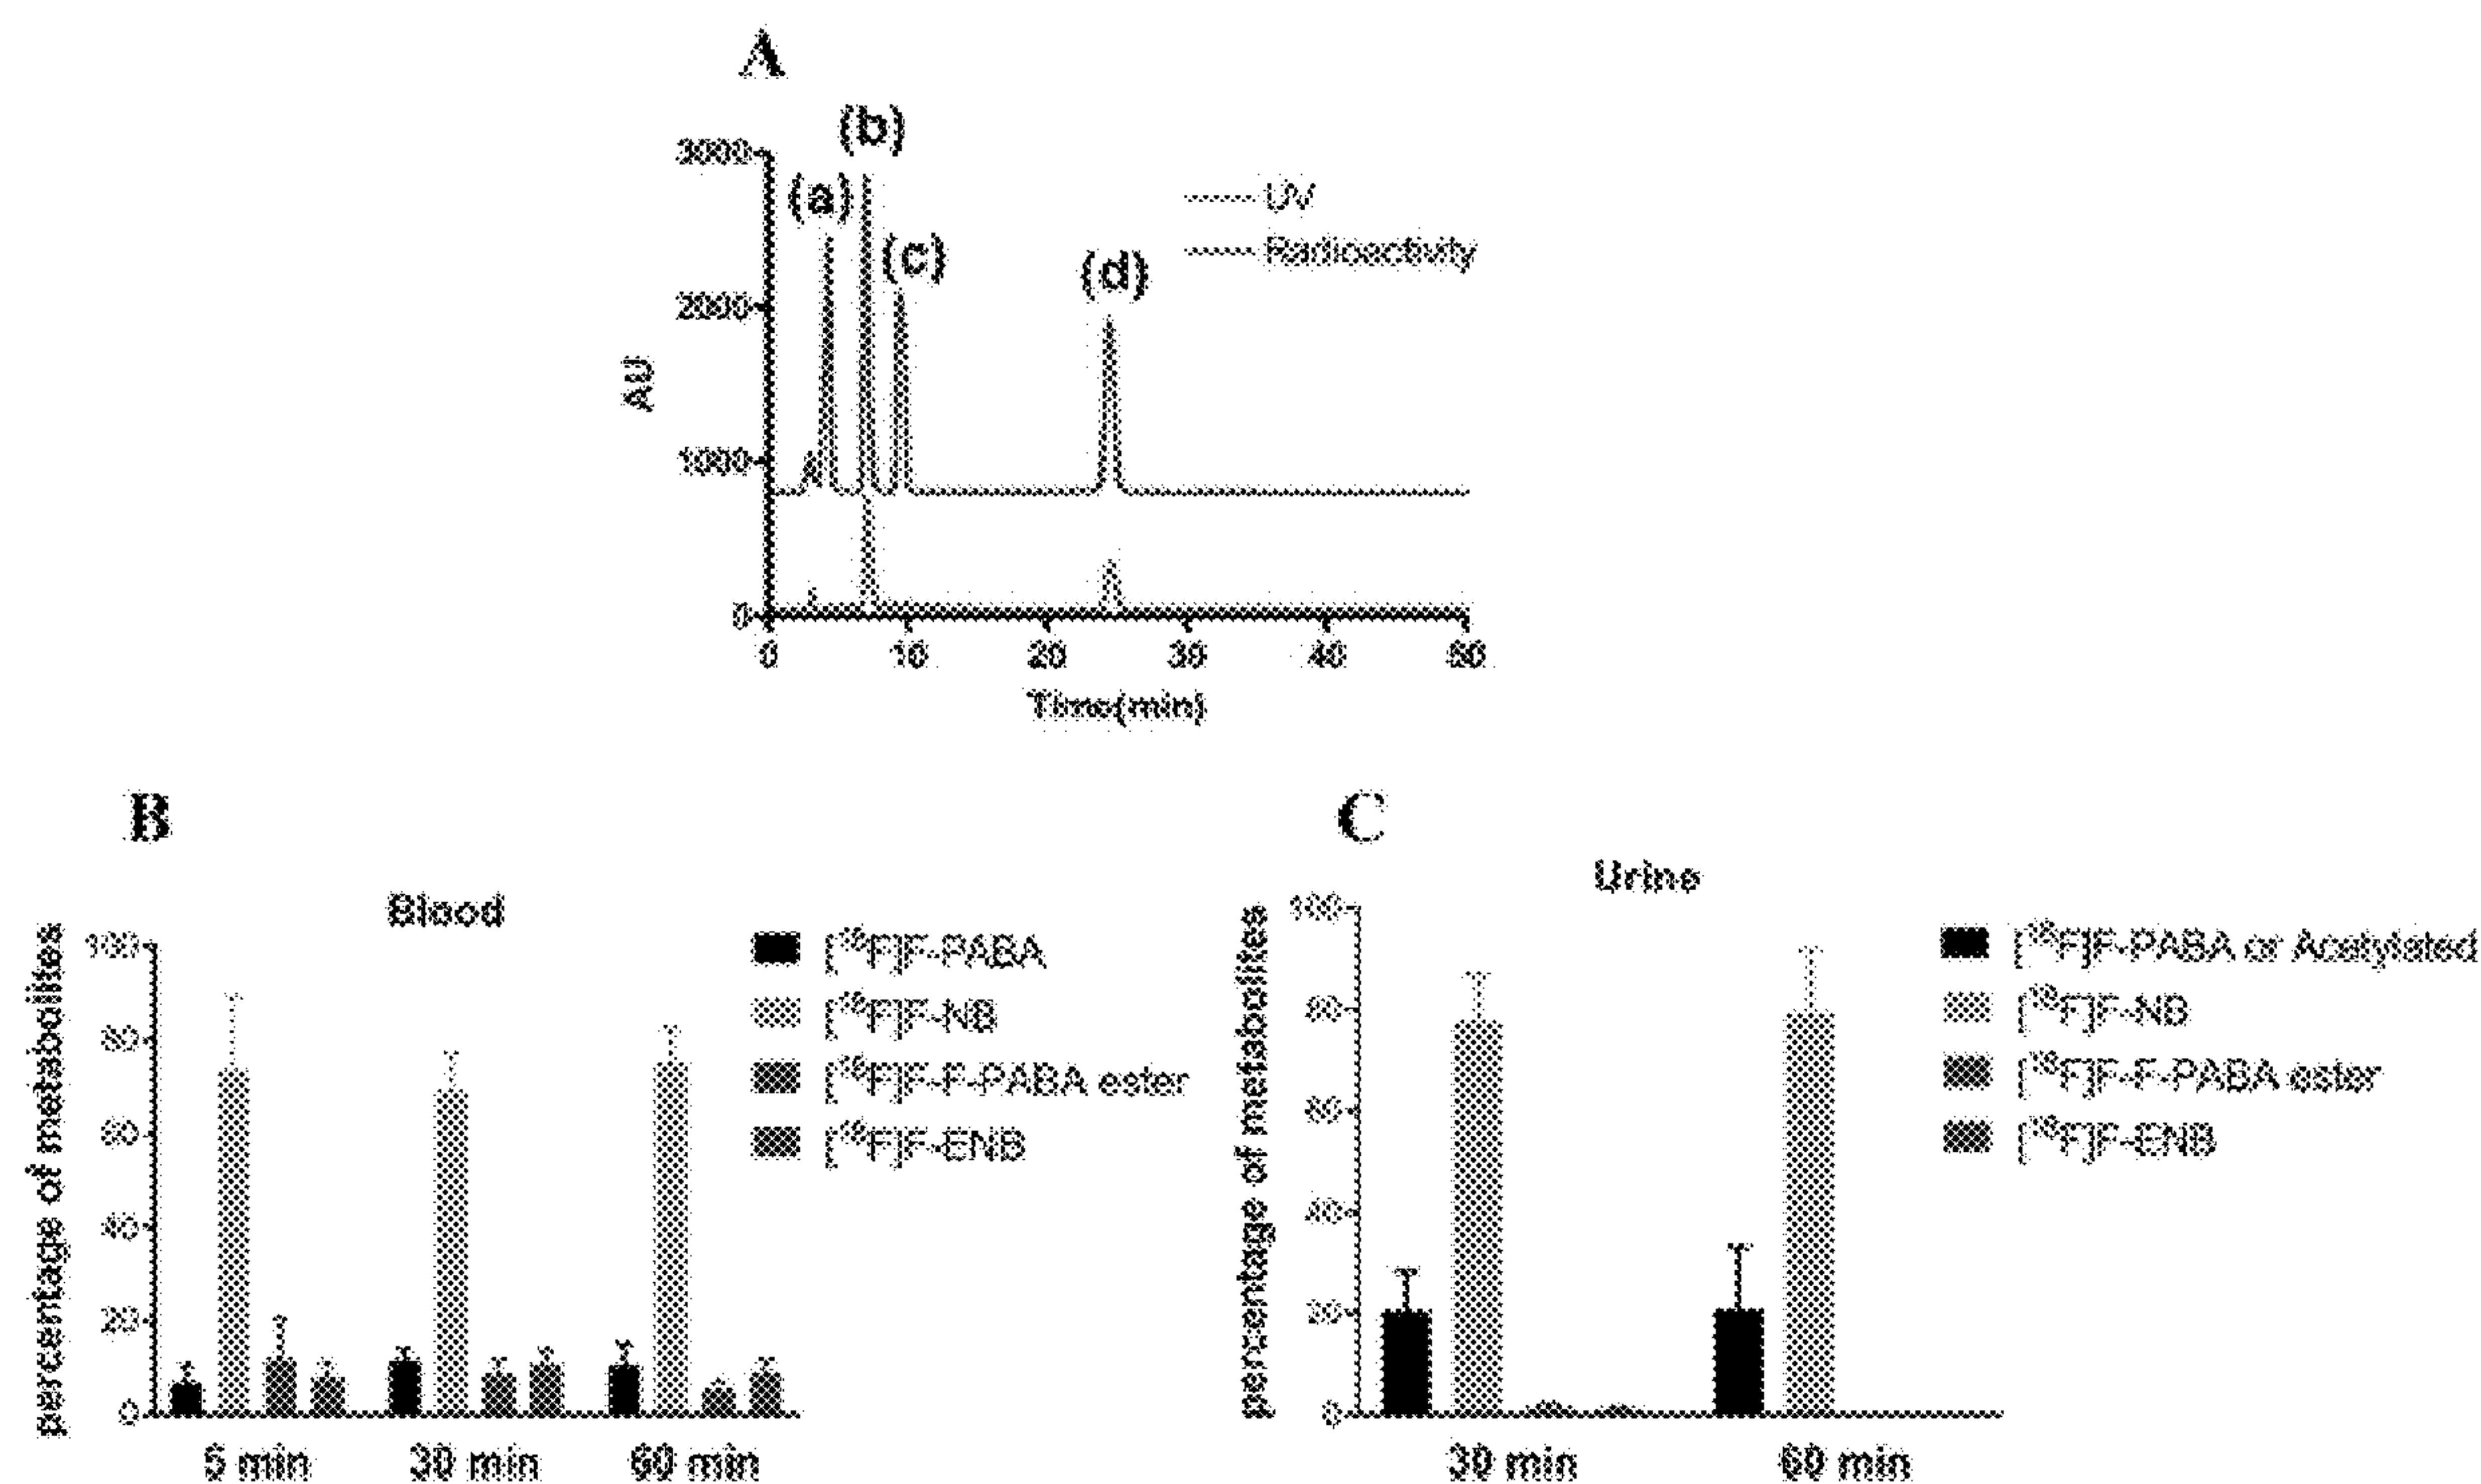 A
(b)
3000
(a)
UV
(c)
Radioactivity
(d)
2000
AU
1000
0
0 10 20 30 40 50
Time(min)
B
C
Blood
Urine
percentage of metabailites
100
80
60
40
20
0
[¹⁸F]F-PABA
[¹⁸F]F-NB
[¹⁸F]F-F-PABA ester
[¹⁸F]F-ENB
5 min 30 min 60 min
percentage of metabolites
100
80
60
40
20
0
[¹⁸F]F-PABA or Acetylated
[¹⁸F]F-NB
[¹⁸F]F-F-PABA ester
[¹⁸F]F-ENB
30 min 60 min